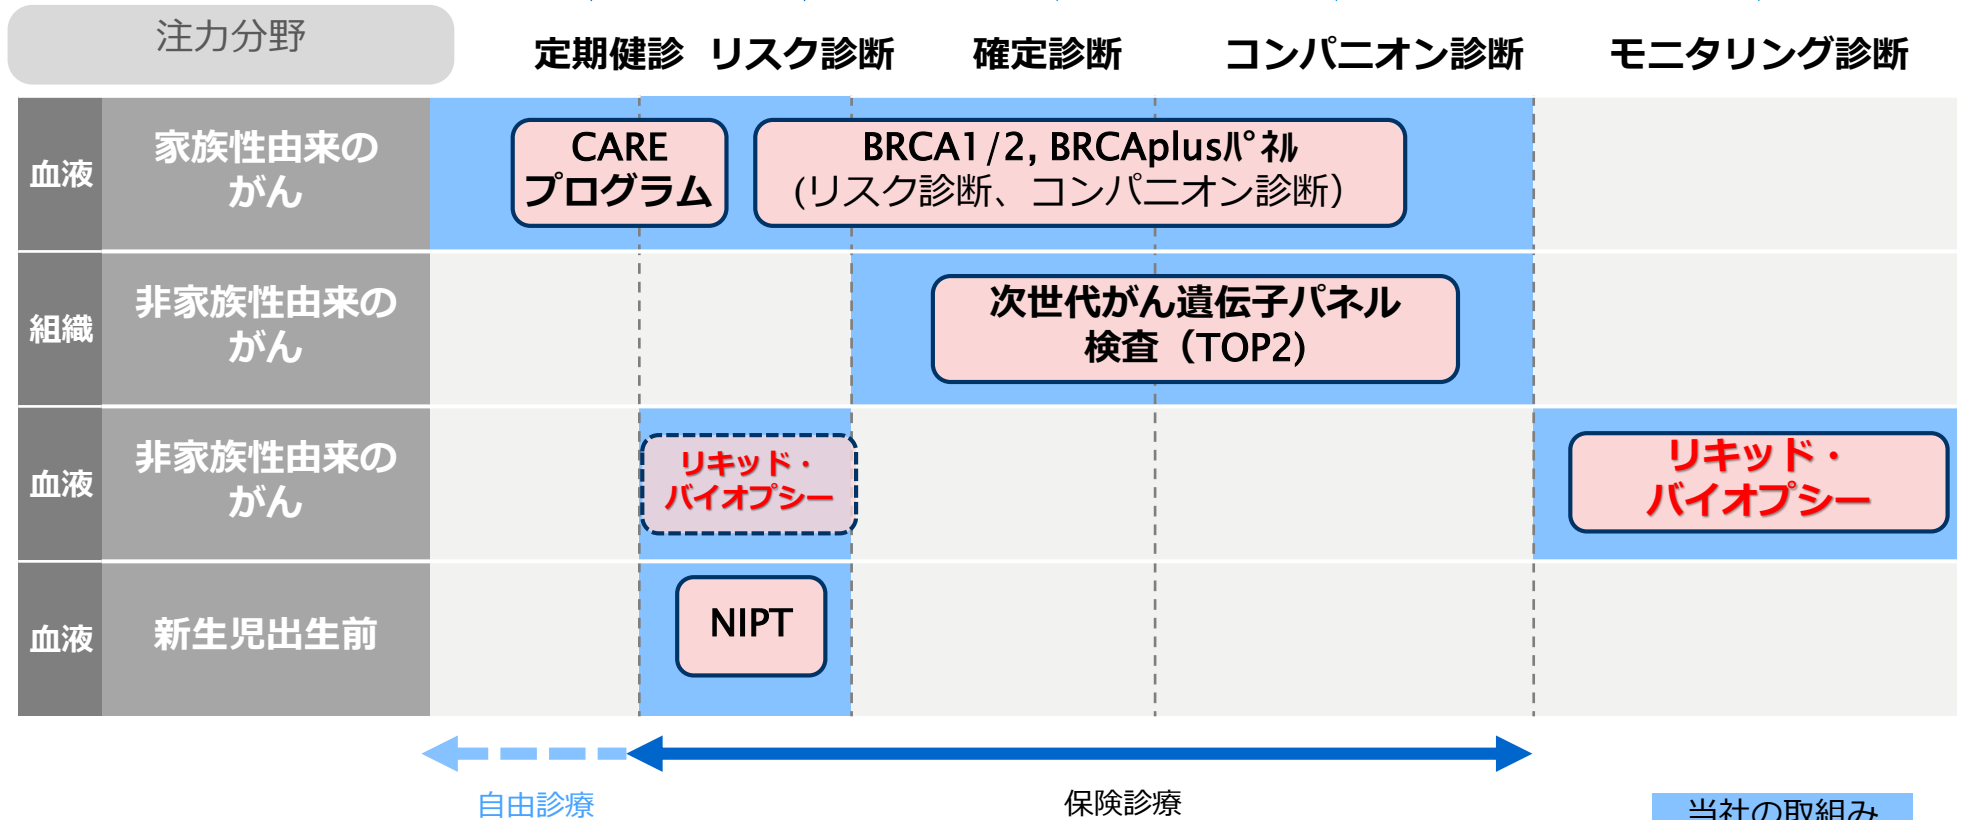 注力分野
定期健診 リスク診断 確定診断 コンパニオン診断 モニタリング診断
血液
家族性由来の
がん
CARE
プログラム
BRCA1/2, BRCAplusﾊﾟﾈﾙ
(リスク診断、コンパニオン診断）
組織
非家族性由来の
がん
次世代がん遺伝子パネル
検査（TOP2)
血液
非家族性由来の
がん
リキッド・
バイオプシー
リキッド・
バイオプシー
血液
新生児出生前
NIPT
自由診療
保険診療
当社の取組み